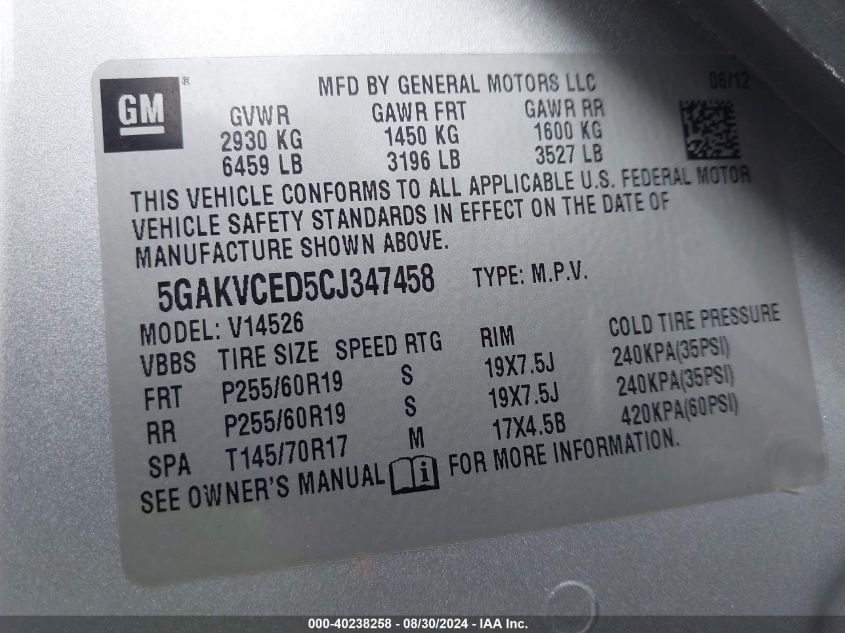 GM ®
MFD BY GENERAL MOTORS LLC 06/12
GVWR GAWR FRT GAWR RR
2930 KG 1450 KG 1600 KG
6459 LB 3196 LB 3527 LB
THIS VEHICLE CONFORMS TO ALL APPLICABLE U.S. FEDERAL MOTOR
VEHICLE SAFETY STANDARDS IN EFFECT ON THE DATE OF
MANUFACTURE SHOWN ABOVE.
5GAKVCED5CJ347458 TYPE: M.P.V.
MODEL: V14526
VBBS TIRE SIZE SPEED RTG RIM COLD TIRE PRESSURE
FRT P255/60R19 S 19X7.5J 240KPA(35PSI)
RR P255/60R19 S 19X7.5J 240KPA(35PSI)
SPA T145/70R17 M 17X4.5B 420KPA(60PSI)
SEE OWNER'S MANUAL i FOR MORE INFORMATION.
000-40238258 - 08/30/2024 - IAA Inc.